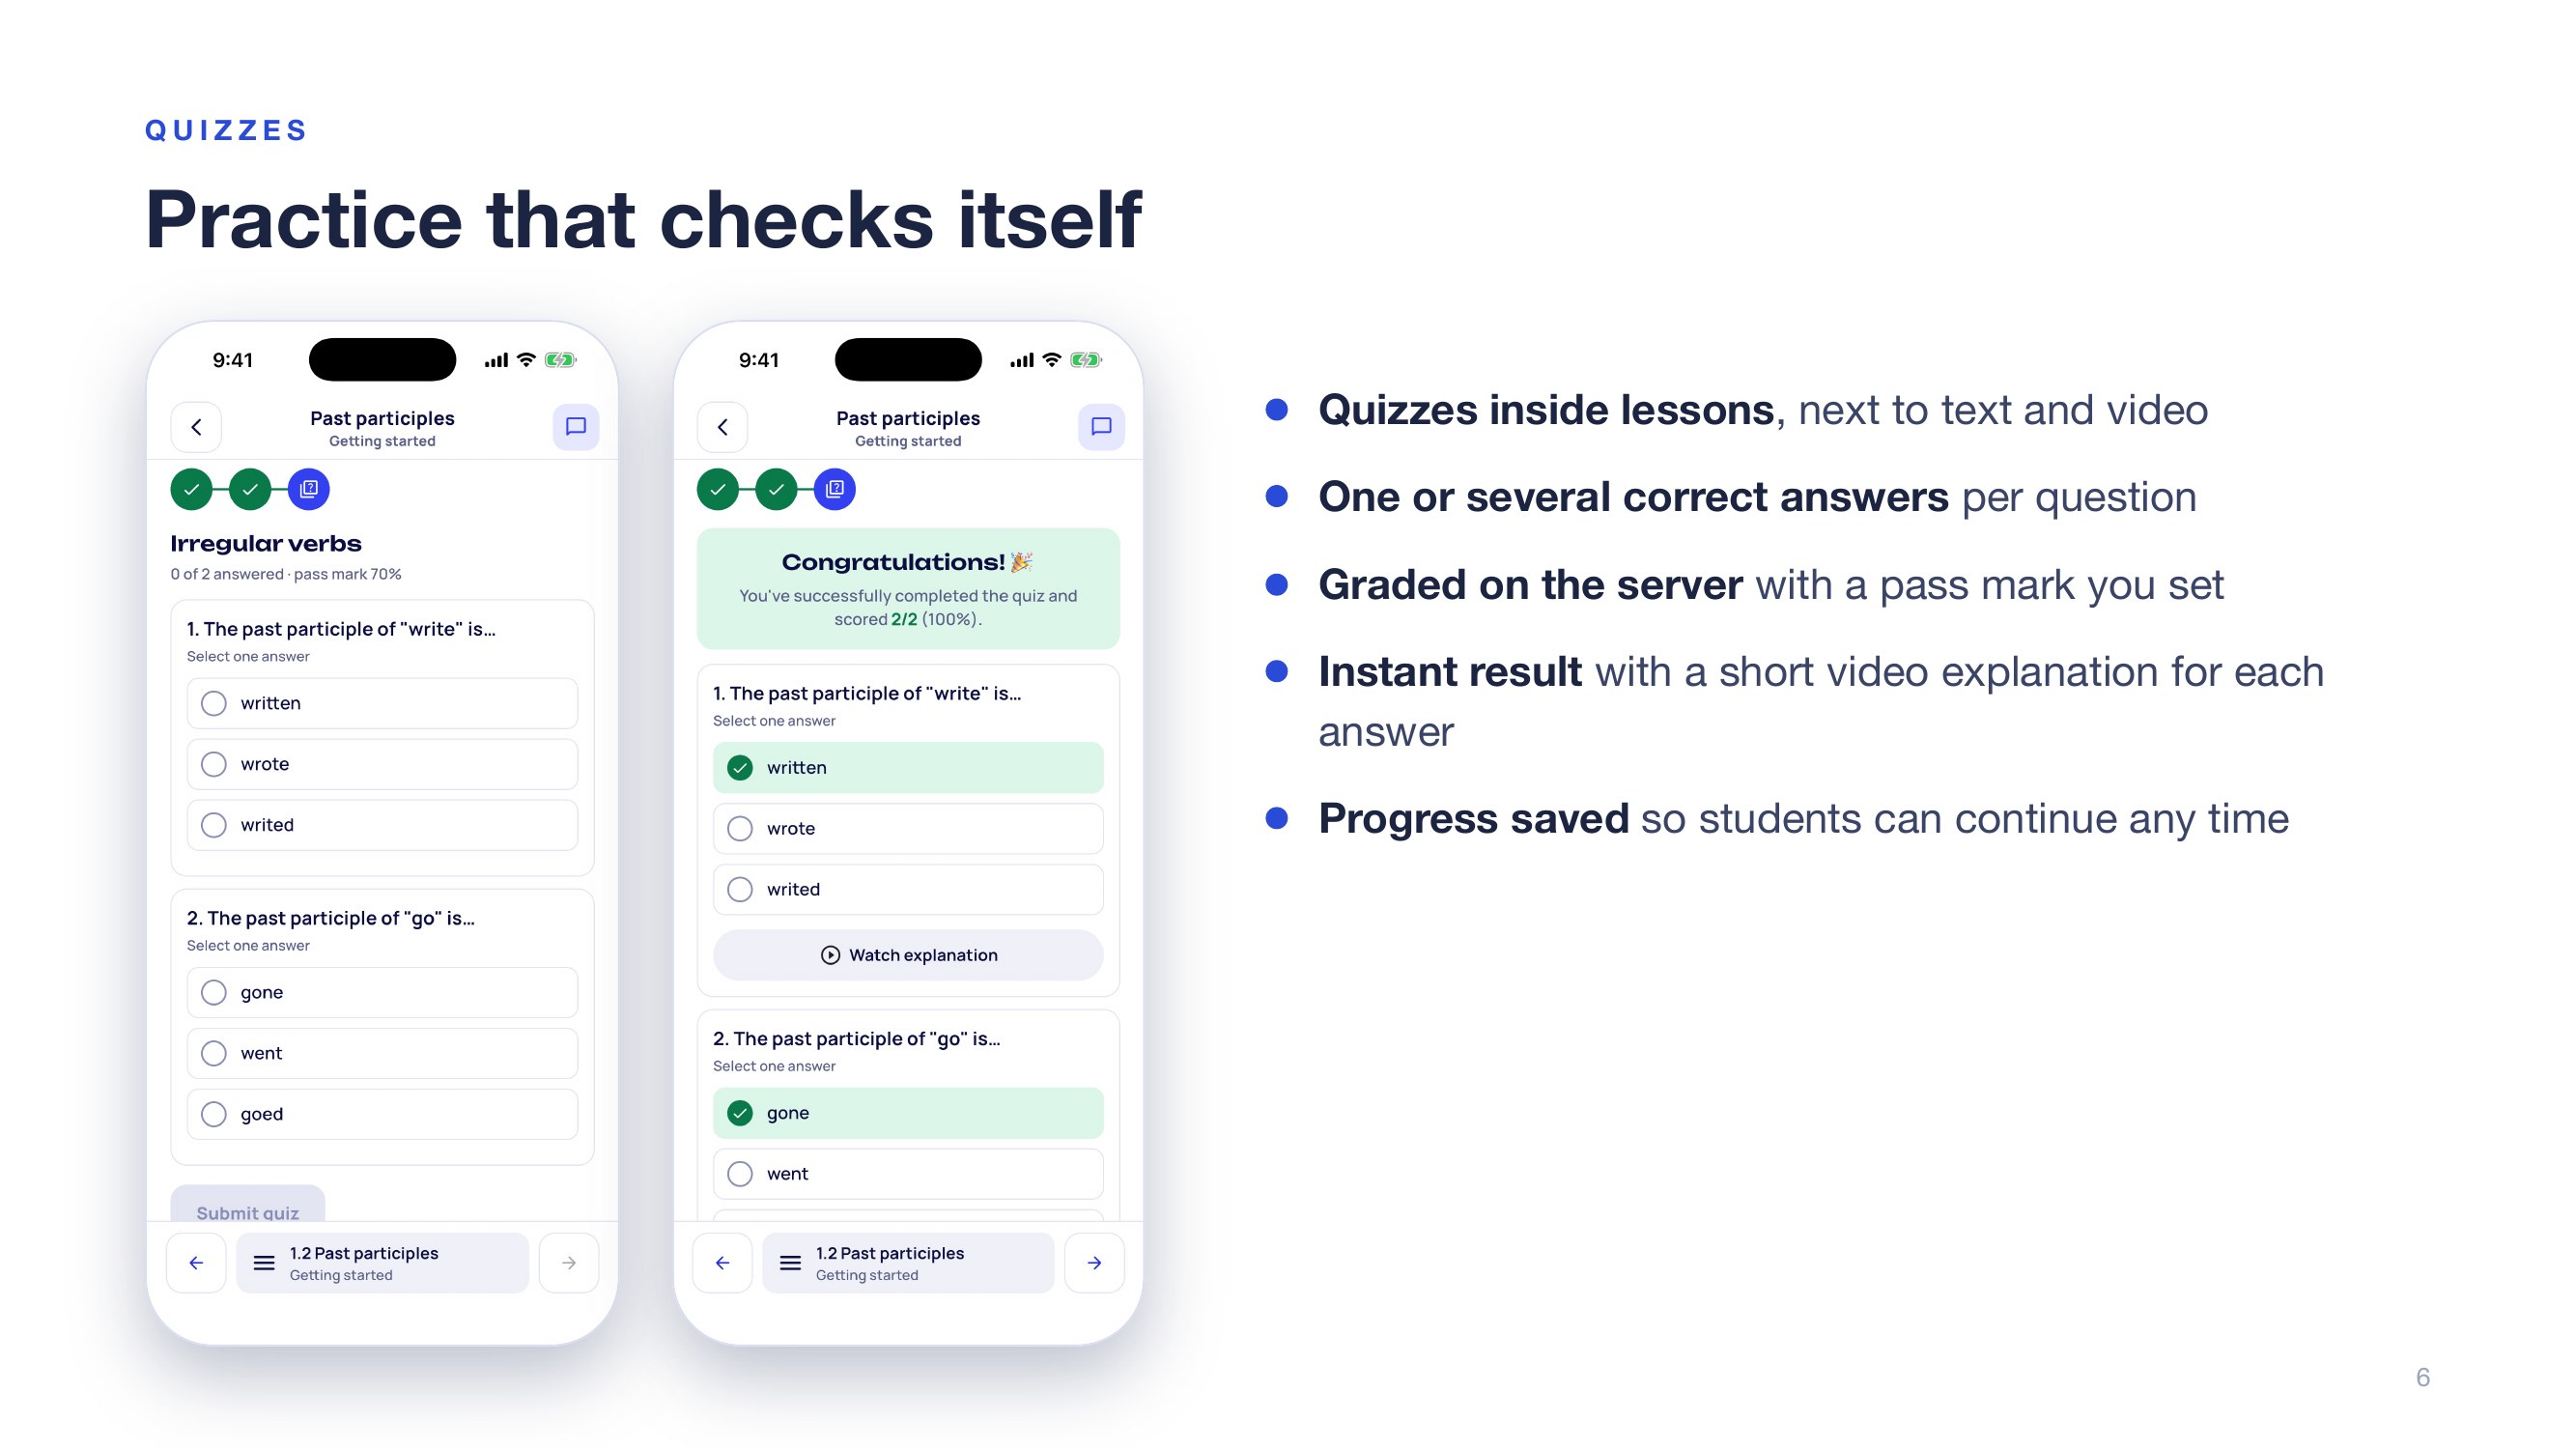 QUIZZES
Practice that checks itself
9:41
Past participles
Getting started
Irregular verbs
0 of 2 answered · pass mark 70%
1. The past participle of "write" is...
Select one answer
written
wrote
writed
2. The past participle of "go" is...
Select one answer
gone
went
goed
Submit quiz
1.2 Past participles
Getting started
9:41
Past participles
Getting started
Congratulations! 🎉
You've successfully completed the quiz and
scored 2/2 (100%).
1. The past participle of "write" is...
Select one answer
written
wrote
writed
Watch explanation
2. The past participle of "go" is...
Select one answer
gone
went
1.2 Past participles
Getting started
Quizzes inside lessons, next to text and video
One or several correct answers per question
Graded on the server with a pass mark you set
Instant result with a short video explanation for each
answer
Progress saved so students can continue any time
6